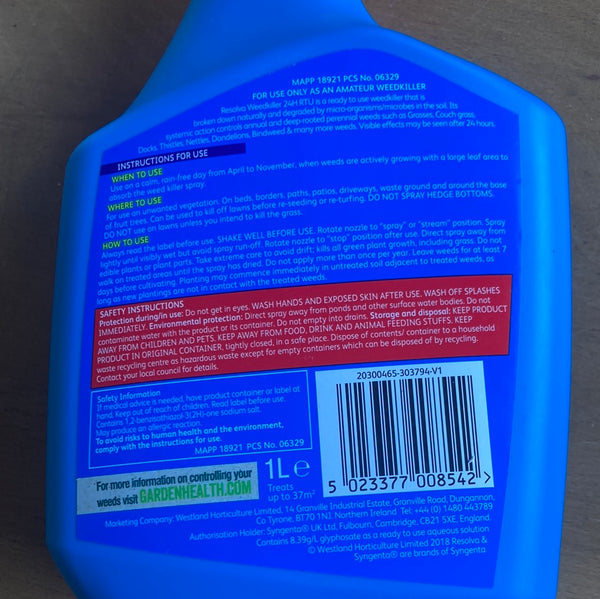 MAPP 18921 PCS No. 06329
FOR USE ONLY AS AN AMATEUR WEEDKILLER
Resolva Weedkiller 24H RTU is a ready to use weedkiller that is
broken down naturally and degraded by micro-organisms/microbes in the soil. Its
systemic action controls annual and deep-rooted perennial weeds such as Grasses, Couch grass,
Docks, Thistles, Nettles, Dandelions, Bindweed & many more weeds. Visible effects may be seen after 24 hours.
INSTRUCTIONS FOR USE
WHEN TO USE
Use on a calm, rain-free day from April to November, when weeds are actively growing with a large leaf area to
absorb the weed killer spray.
WHERE TO USE
For use on unwanted vegetation. On beds, borders, paths, patios, driveways, waste ground and around the base
of fruit trees. Can be used to kill off lawns before re-seeding or re-turfing. DO NOT SPRAY HEDGE BOTTOMS.
DO NOT USE on lawns unless you intend to kill the grass.
HOW TO USE
Always read the label before use. SHAKE WELL BEFORE USE. Rotate nozzle to "spray" or "stream" position. Spray
lightly until visibly wet but avoid spray run-off. Rotate nozzle to "stop" position after use. Direct spray away from
edible plants or plant parts. Take extreme care to avoid drift; kills all green plant growth, including grass. Do not
walk on treated areas until the spray has dried. Do not apply more than once per year. Leave weeds for at least 7
days before cultivating. Planting may commence immediately in untreated soil adjacent to treated weeds, as
long as new plantings are not in contact with the treated weeds.
SAFETY INSTRUCTIONS
Protection during/in use: Do not get in eyes. WASH HANDS AND EXPOSED SKIN AFTER USE. WASH OFF SPLASHES
IMMEDIATELY. Environmental protection: Direct spray away from ponds and other surface water bodies. Do not
contaminate water with the product or its container. Do not empty into drains. Storage and disposal: KEEP PRODUCT
AWAY FROM CHILDREN AND PETS. KEEP AWAY FROM FOOD, DRINK AND ANIMAL FEEDING STUFFS. KEEP
PRODUCT IN ORIGINAL CONTAINER, tightly closed, in a safe place. Dispose of contents/ container to a household
waste recycling centre as hazardous waste except for empty containers which can be disposed of by recycling.
Contact your local council for details.
Safety Information
If medical advice is needed, have product container or label at
hand. Keep out of reach of children. Read label before use.
Contains 1,2-benzisothiazol-3(2H)-one sodium salt.
May produce an allergic reaction.
To avoid risks to human health and the environment,
comply with the instructions for use.
MAPP 18921 PCS No. 06329
20300465-303794-V1
5 023377 008542 >
For more information on controlling your
weeds visit GARDENHEALTH.COM
1L e
Treats
up to 37m²
Marketing Company: Westland Horticulture Limited, 14 Granville Industrial Estate, Granville Road, Dungannon,
Co Tyrone, BT70 1NJ. Northern Ireland Tel: +44 (0) 1480 443789
Authorisation Holder: Syngenta® UK Ltd, Fulbourn, Cambridge, CB21 5XE, England.
Contains 8.39g/l glyphosate as a ready to use aqueous solution
© Westland Horticulture Limited 2018 Resolva &
Syngenta® are brands of Syngenta